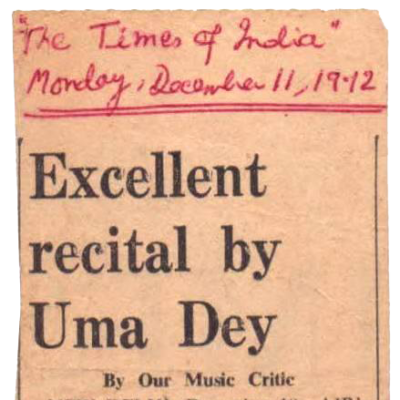 "The Times of India"
Monday, December 11, 1972
Excellent
recital by
Uma Dey
By Our Music Critic